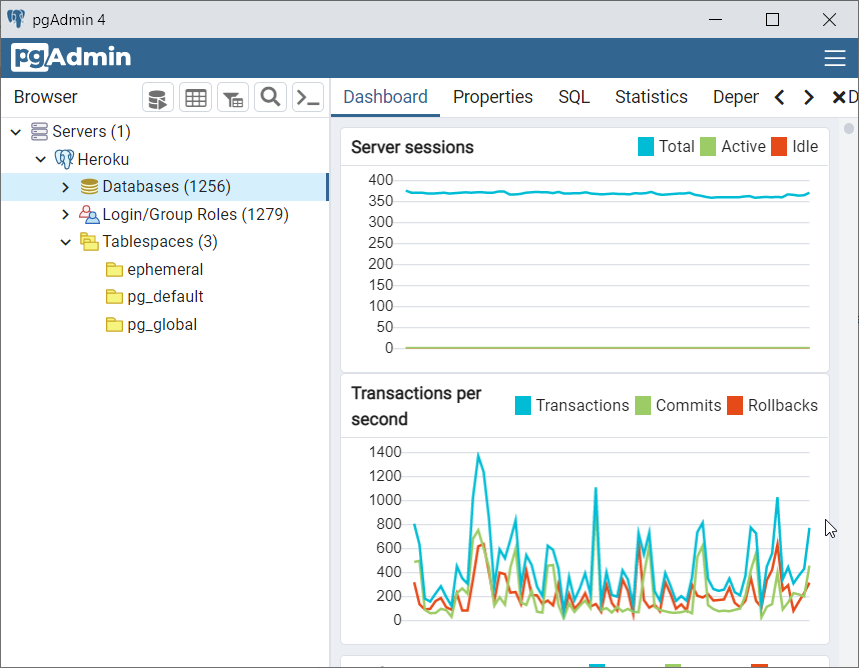 pgAdmin 4
pgAdmin
Browser
Dashboard Properties SQL Statistics Deper D
Servers (1)
Heroku
Databases (1256)
Login/Group Roles (1279)
Tablespaces (3)
ephemeral
pg_default
pg_global
Server sessions
Total Active Idle
400
350
300
250
200
150
100
50
0
Transactions per
second
Transactions Commits Rollbacks
1400
1200
1000
800
600
400
200
0